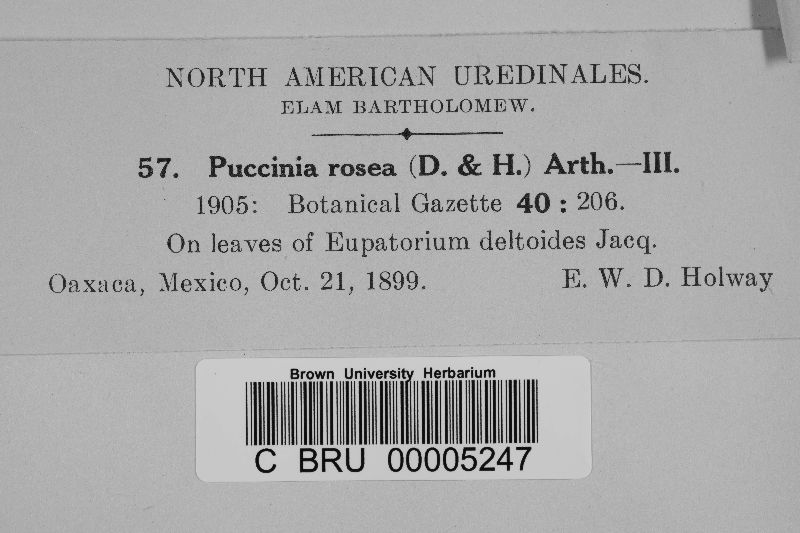 NORTH AMERICAN UREDINALES.
ELAM BARTHOLOMEW.
57. Puccinia rosea (D. & H.) Arth.—III.
1905: Botanical Gazette 40 : 206.
On leaves of Eupatorium deltoides Jacq.
Oaxaca, Mexico, Oct. 21, 1899. E. W. D. Holway
Brown University Herbarium
C BRU 00005247